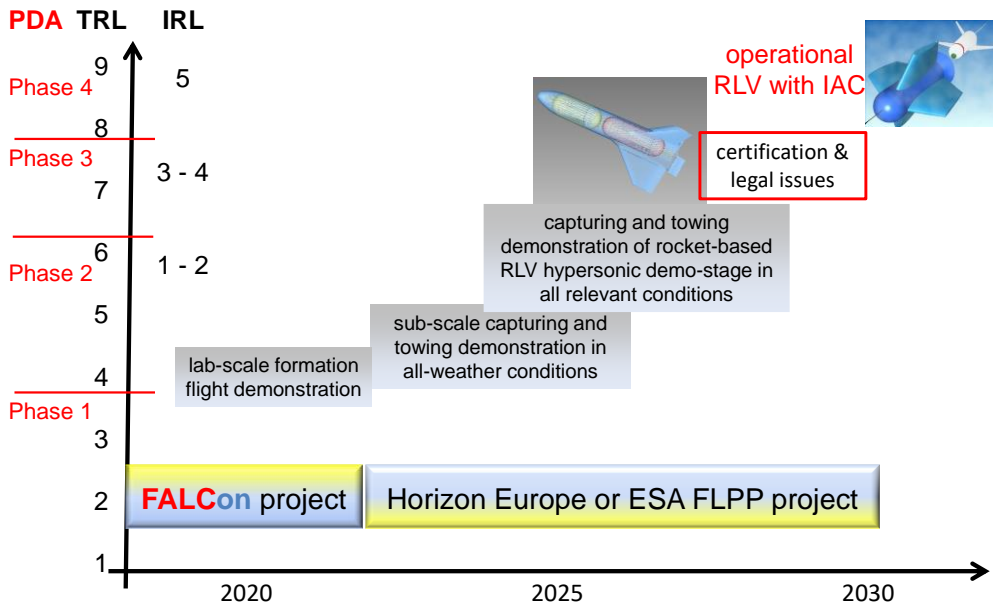 PDA TRL IRL
9
Phase 4
5
operational
RLV with IAC
8
Phase 3
3 - 4
certification &
legal issues
7
capturing and towing
demonstration of rocket-based
RLV hypersonic demo-stage in
all relevant conditions
6
Phase 2
1 - 2
5
sub-scale capturing and
towing demonstration in
all-weather conditions
lab-scale formation
flight demonstration
4
Phase 1
3
2
FALCon project
Horizon Europe or ESA FLPP project
1
2020
2025
2030